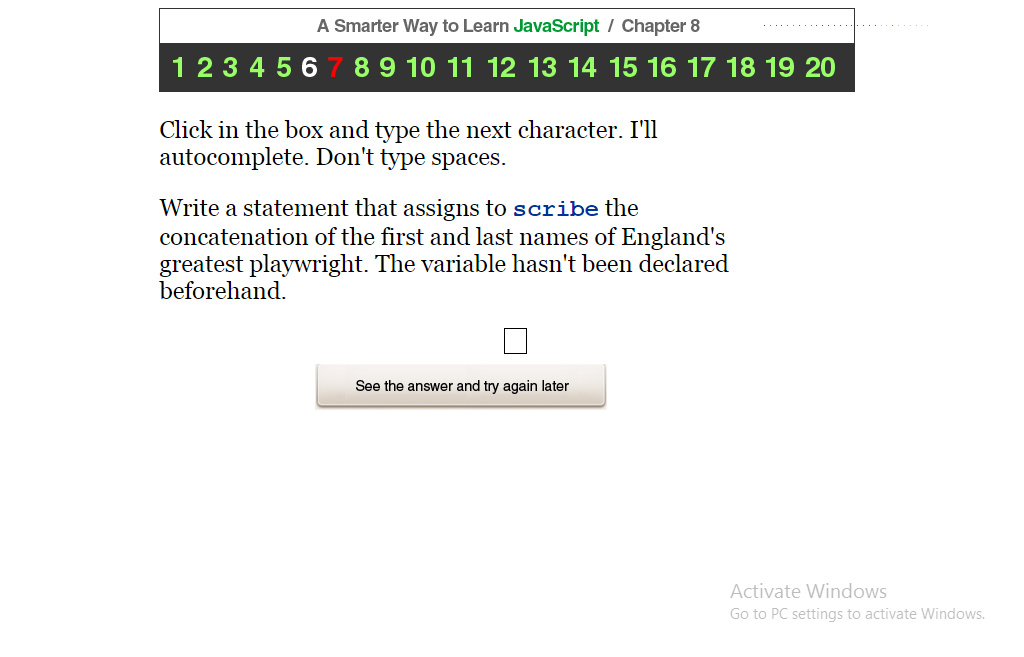 A Smarter Way to Learn JavaScript / Chapter 8
1 2 3 4 5 6 7 8 9 10 11 12 13 14 15 16 17 18 19 20
Click in the box and type the next character. I'll
autocomplete. Don't type spaces.
Write a statement that assigns to scribe the
concatenation of the first and last names of England's
greatest playwright. The variable hasn't been declared
beforehand.
See the answer and try again later
Activate Windows
Go to PC settings to activate Windows.